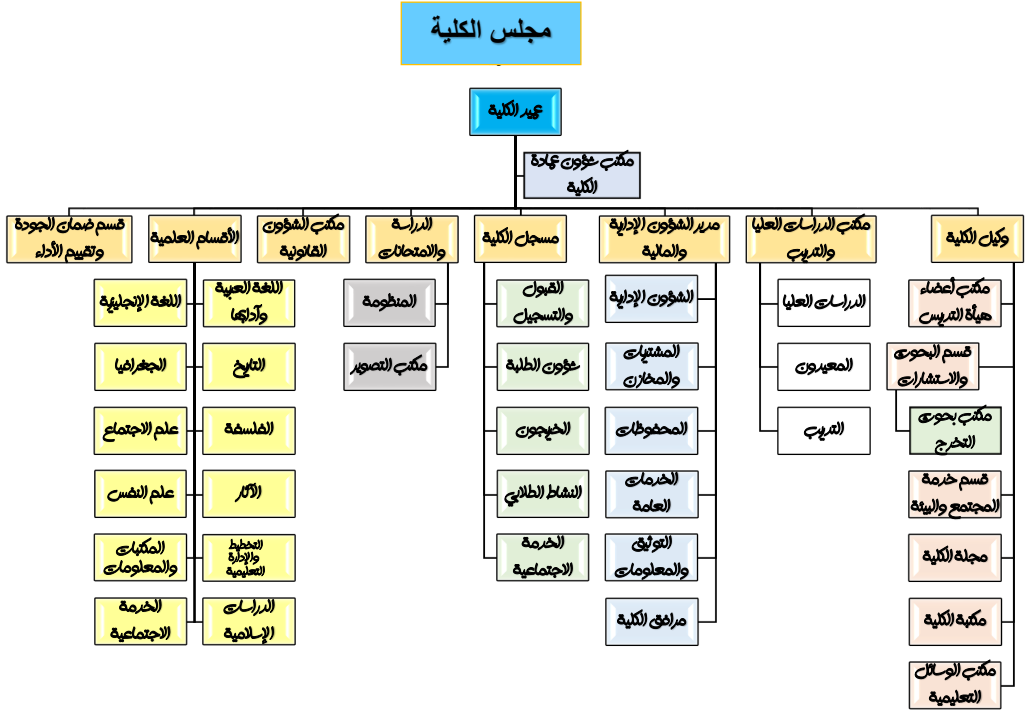 مجلس الكلية
عميد الكلية
مكتب شؤون عمادة
الكلية
وكيل الكلية
مكتب أعضاء
هيأة التدريس
قسم البحوث
والاستشارات
مكتب بحوث
التخرج
قسم خدمة
المجتمع والبيئة
مجلة الكلية
مكتبة الكلية
مكتب الوسائل
التعليمية
مكتب الدراسات العليا
والتدريب
الدراسات العليا
المعيدون
التدريب
مدير الشؤون الإدارية
والمالية
الشؤون الإدارية
المشتريات
والمخازن
المحفوظات
الخدمات
العامة
التوثيق
والمعلومات
مرافق الكلية
مسجل الكلية
القبول
والتسجيل
شؤون الطلبة
الخريجون
النشاط الطلابي
الخدمة
الاجتماعية
الدراسة
والامتحانات
المنظومة
مكتب التصوير
مكتب الشؤون
القانونية
الأقسام العلمية
اللغة العربية
وآدابها
اللغة الإنجليزية
التاريخ
الجغرافيا
الفلسفة
علم الاجتماع
الآثار
علم النفس
التخطيط
والإدارة
التعليمية
المكتبات
والمعلومات
الدراسات
الإسلامية
الخدمة
الاجتماعية
قسم ضمان الجودة
وتقييم الأداء